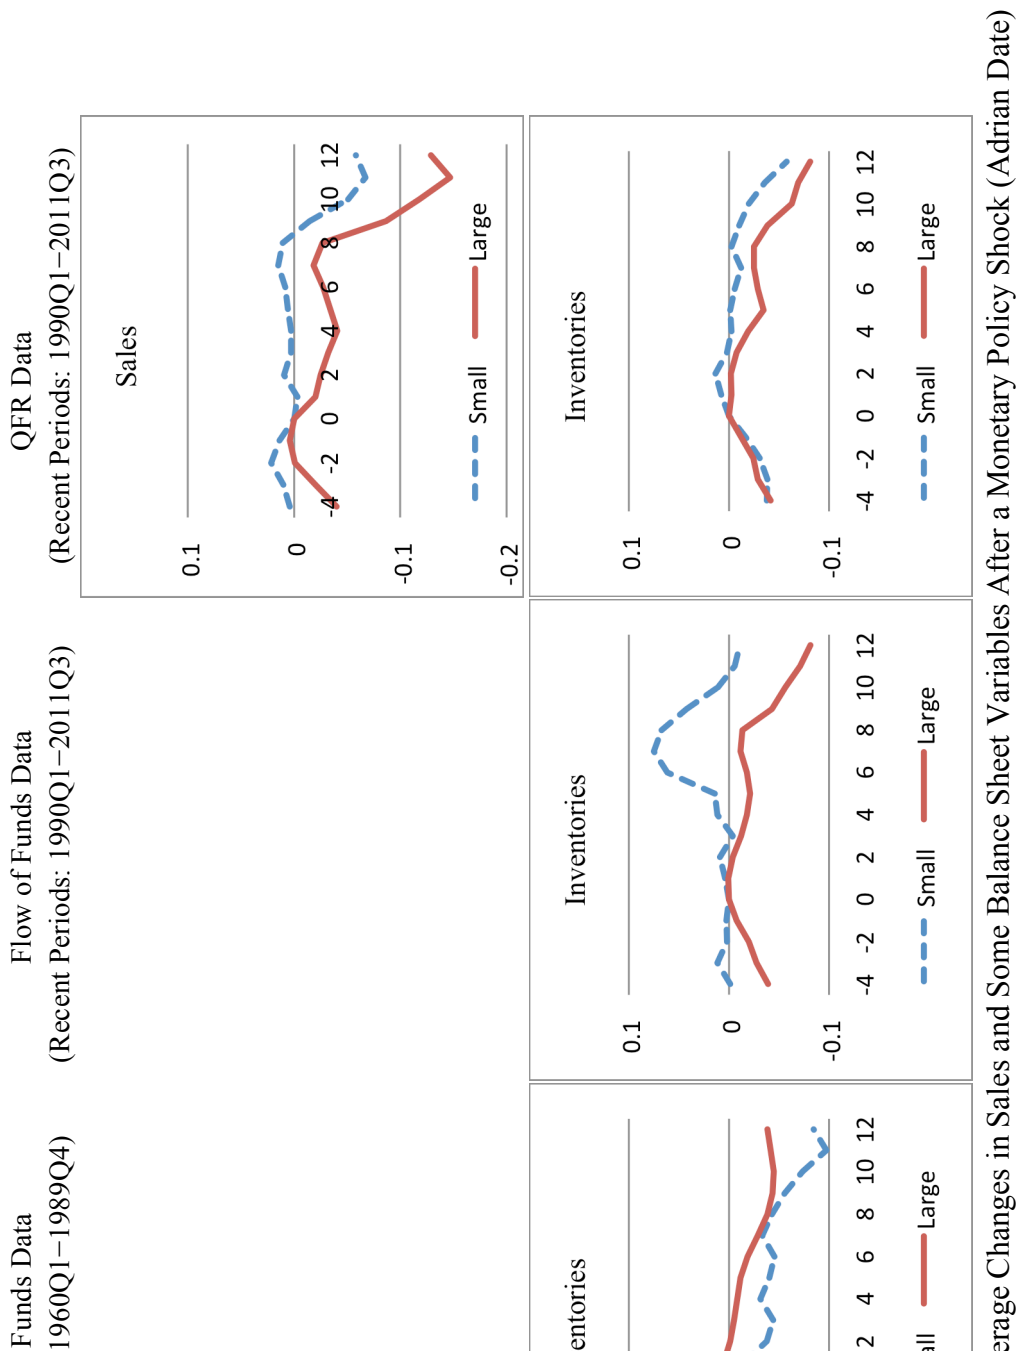 Funds Data
1960Q1−1989Q4)
Flow of Funds Data
(Recent Periods: 1990Q1−2011Q3)
QFR Data
(Recent Periods: 1990Q1−2011Q3)
Sales
0.1
0
-0.1
-0.2
-4 -2 0 2 4 6 8 10 12
Small Large
entories
2 4 6 8 10 12
all Large
Inventories
0.1
0
-0.1
-4 -2 0 2 4 6 8 10 12
Small Large
Inventories
0.1
0
-0.1
-4 -2 0 2 4 6 8 10 12
Small Large
erage Changes in Sales and Some Balance Sheet Variables After a Monetary Policy Shock (Adrian Date)